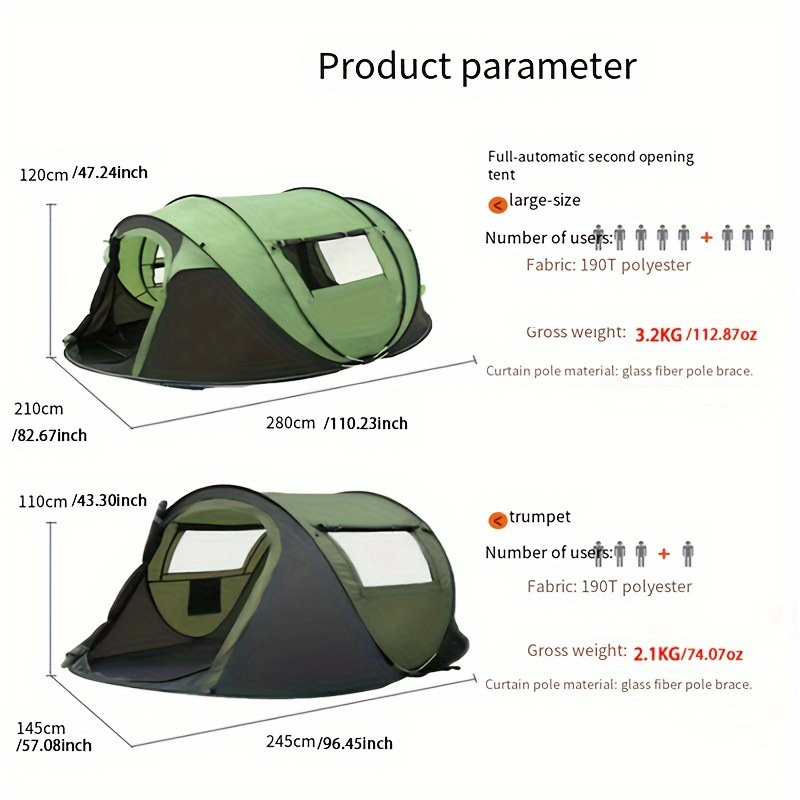 Product parameter
120cm /47.24inch
Full-automatic second opening
tent
< large-size
Number of users: +
Fabric: 190T polyester
Gross weight: 3.2KG /112.87oz
Curtain pole material: glass fiber pole brace.
210cm
/82.67inch
280cm /110.23inch
110cm /43.30inch
< trumpet
Number of users: +
Fabric: 190T polyester
Gross weight: 2.1KG/74.07oz
Curtain pole material: glass fiber pole brace.
145cm
/57.08inch
245cm/96.45inch